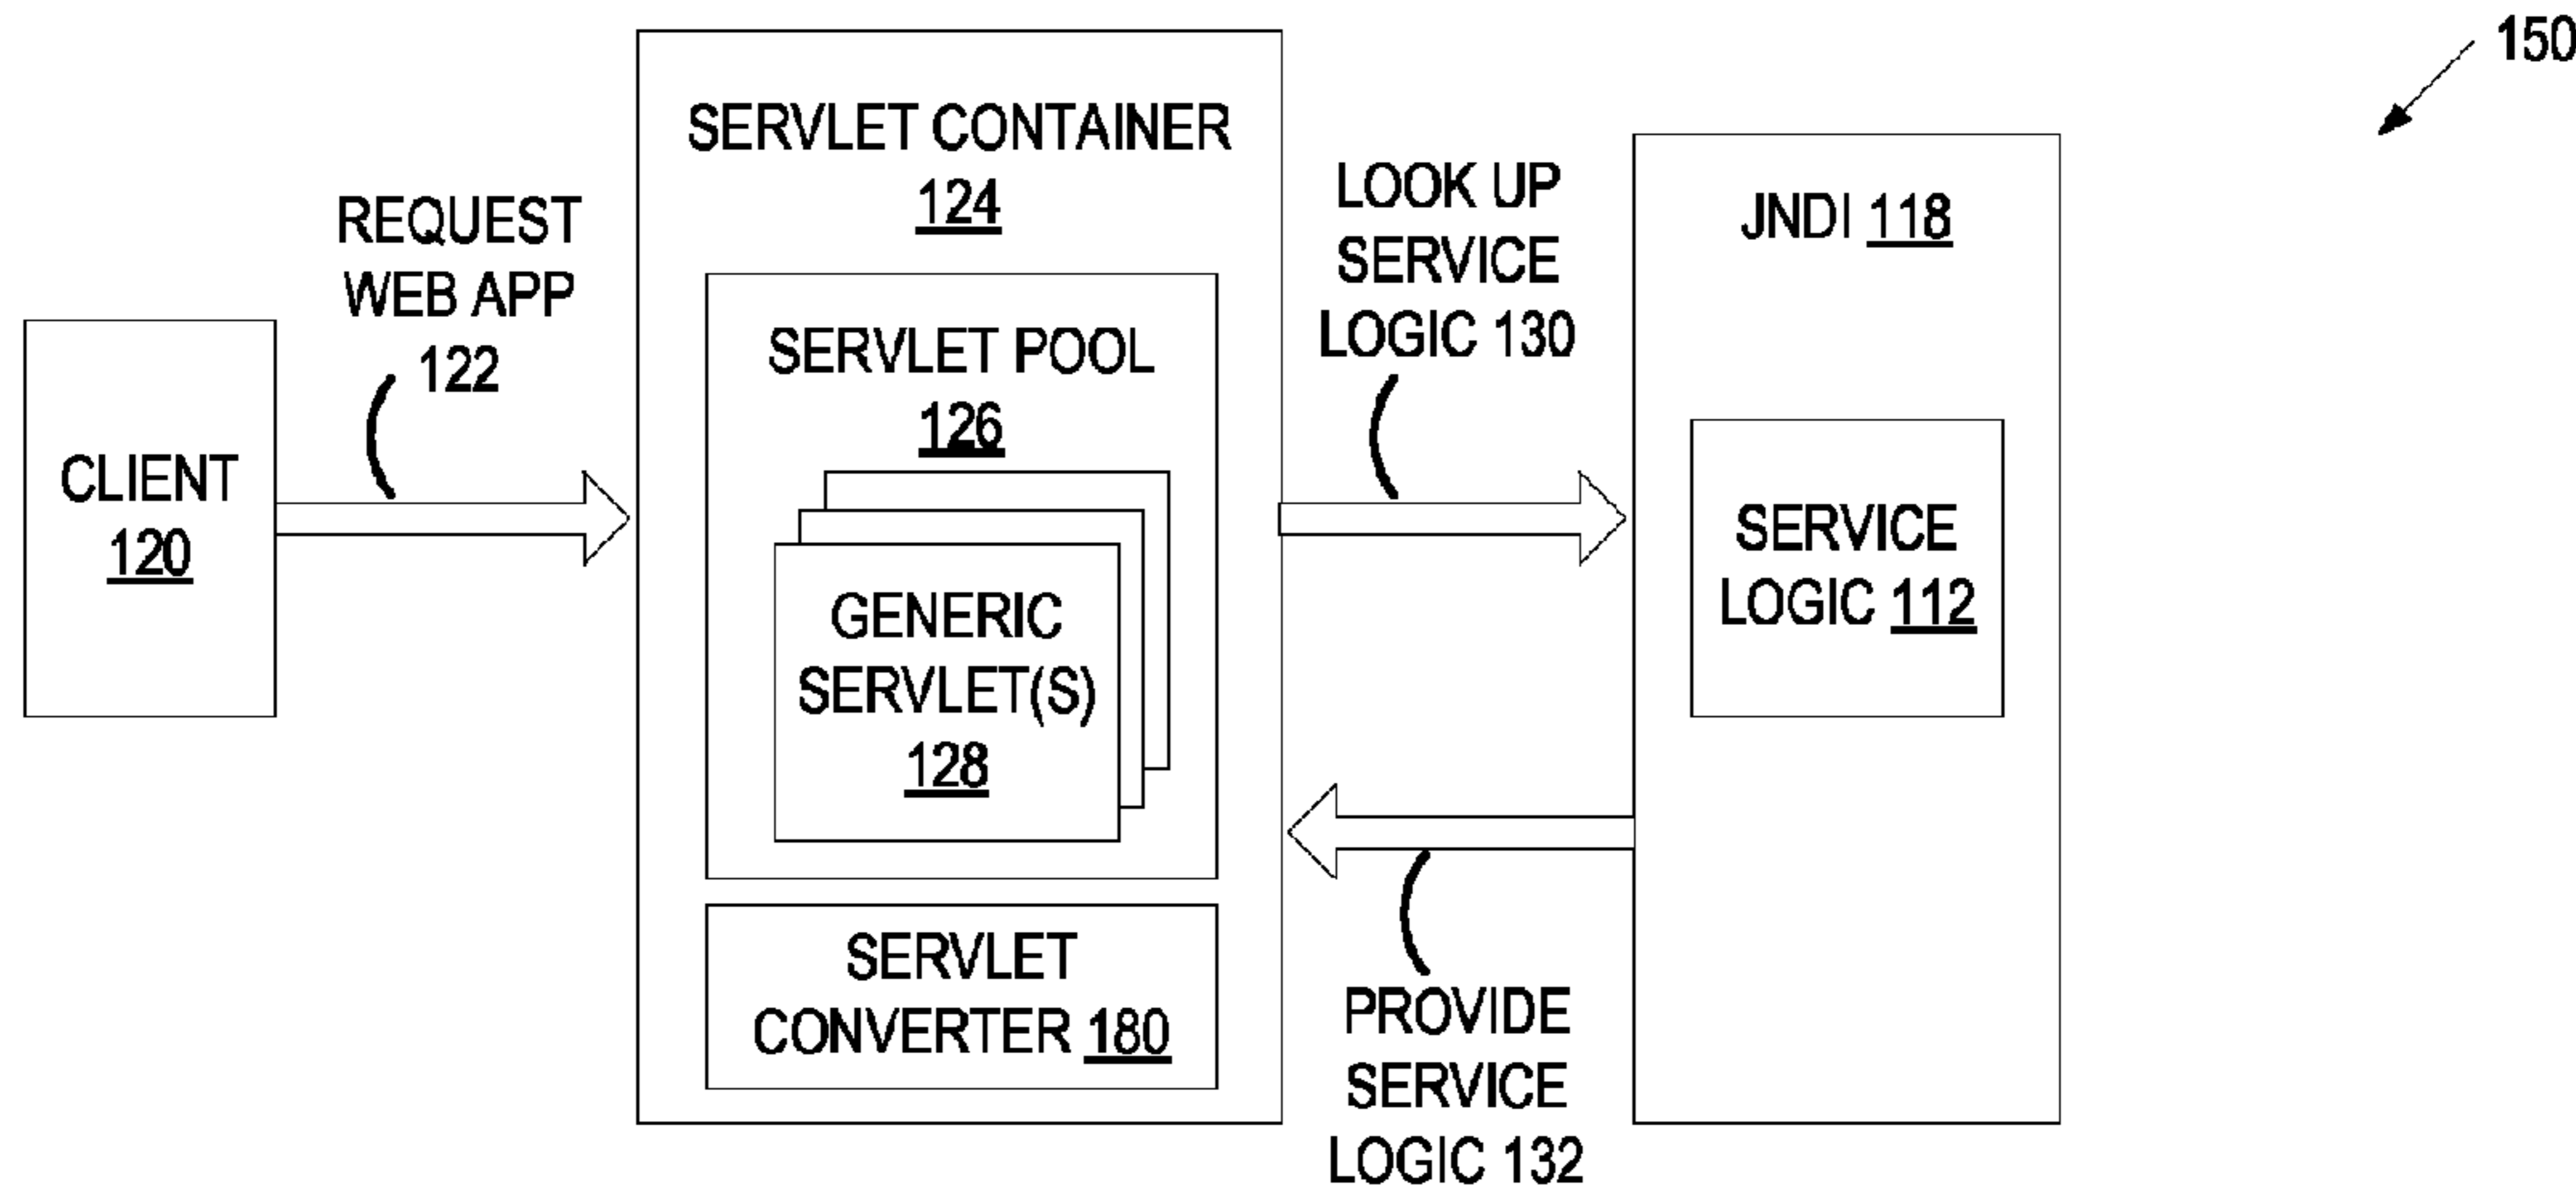 150
SERVLET CONTAINER
124
REQUEST
WEB APP
122
CLIENT
120
SERVLET POOL
126
GENERIC
SERVLET(S)
128
SERVLET
CONVERTER 180
LOOK UP
SERVICE
LOGIC 130
JNDI 118
SERVICE
LOGIC 112
PROVIDE
SERVICE
LOGIC 132